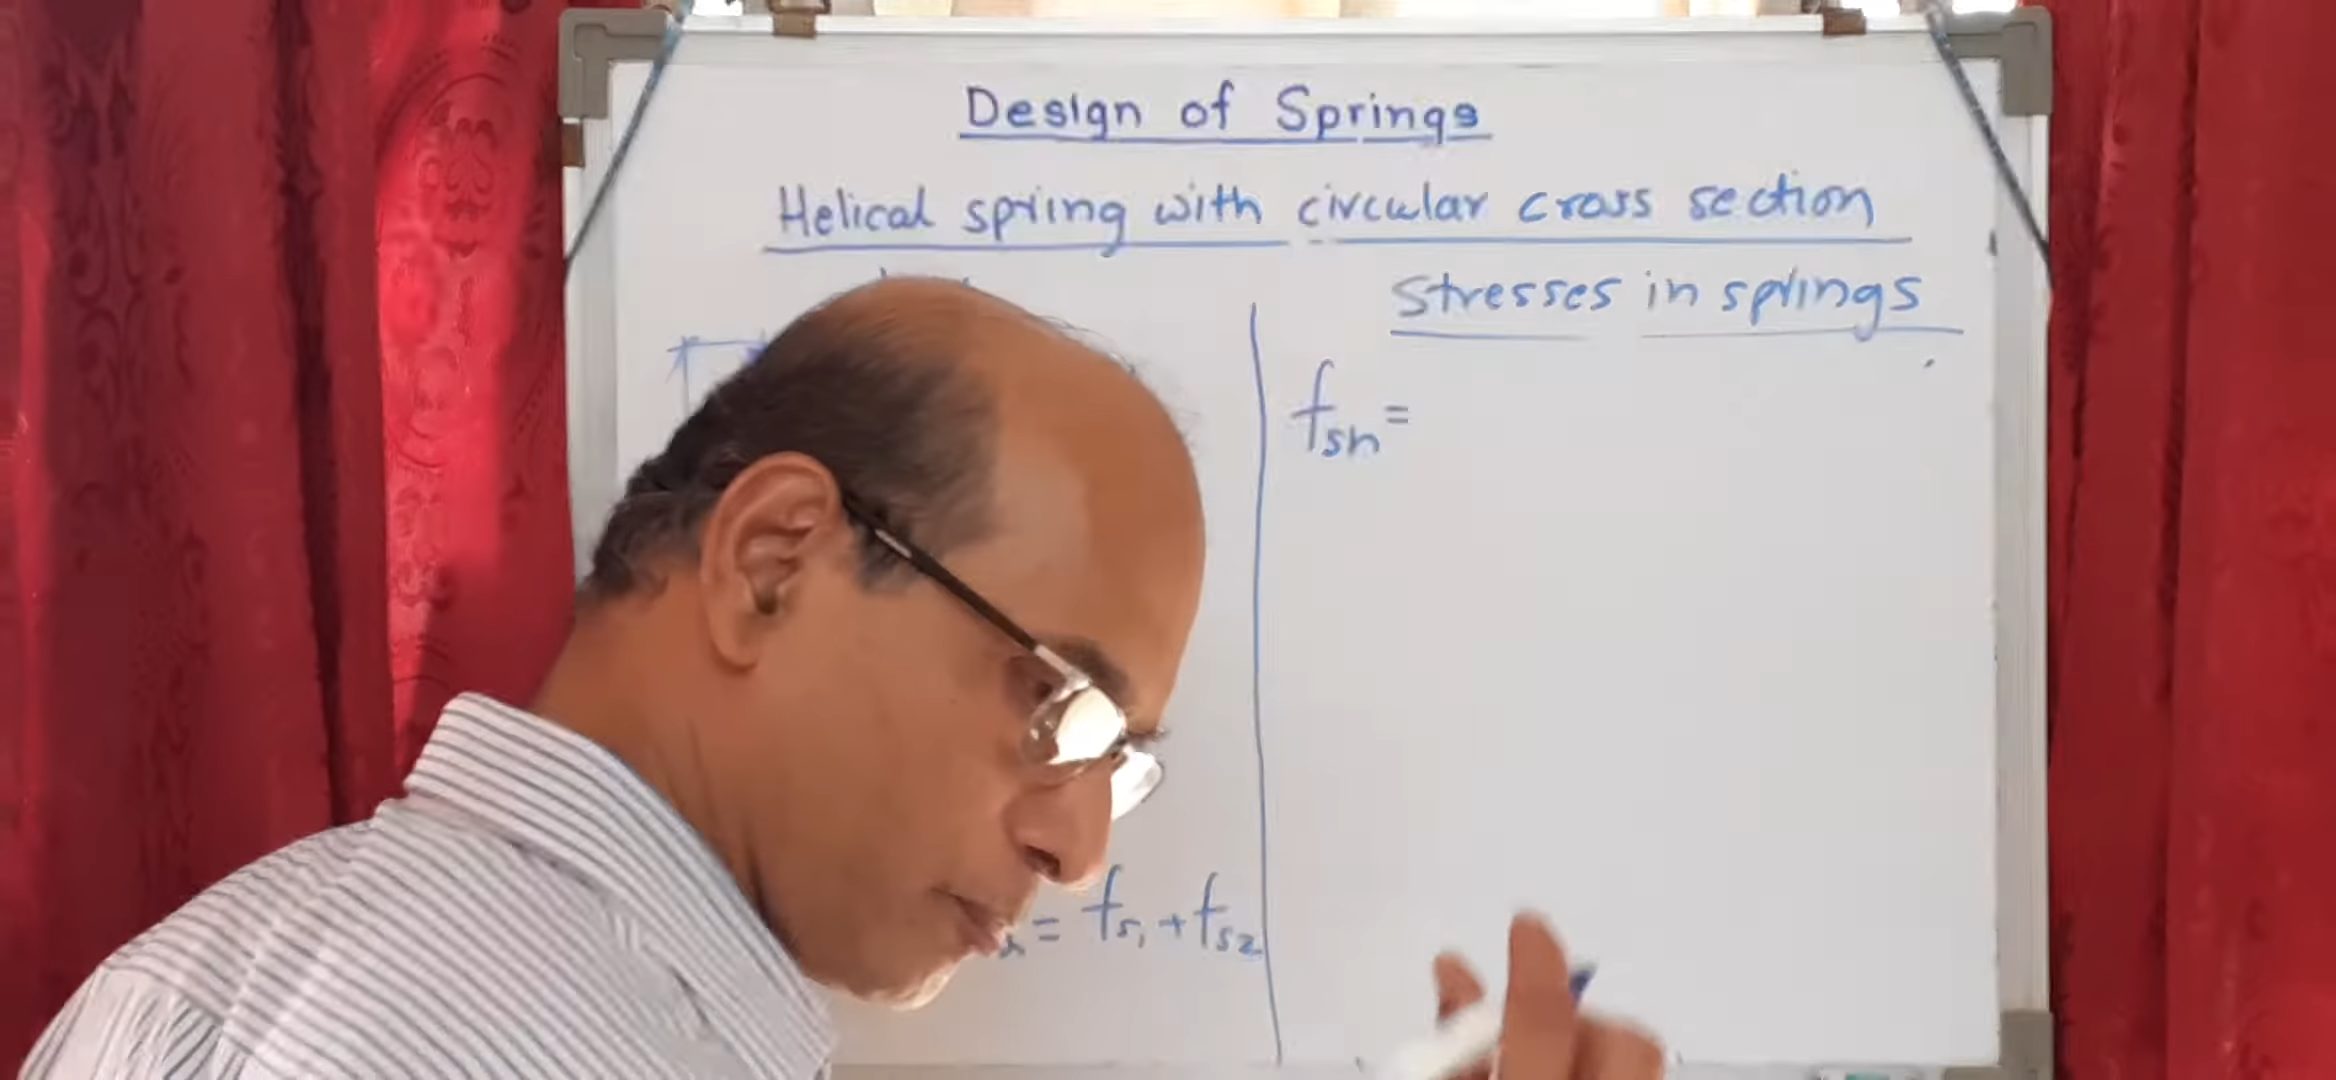 Design of Springs
Helical spring with circular cross section
Stresses in springs
fsh =
= fs1 + fs2